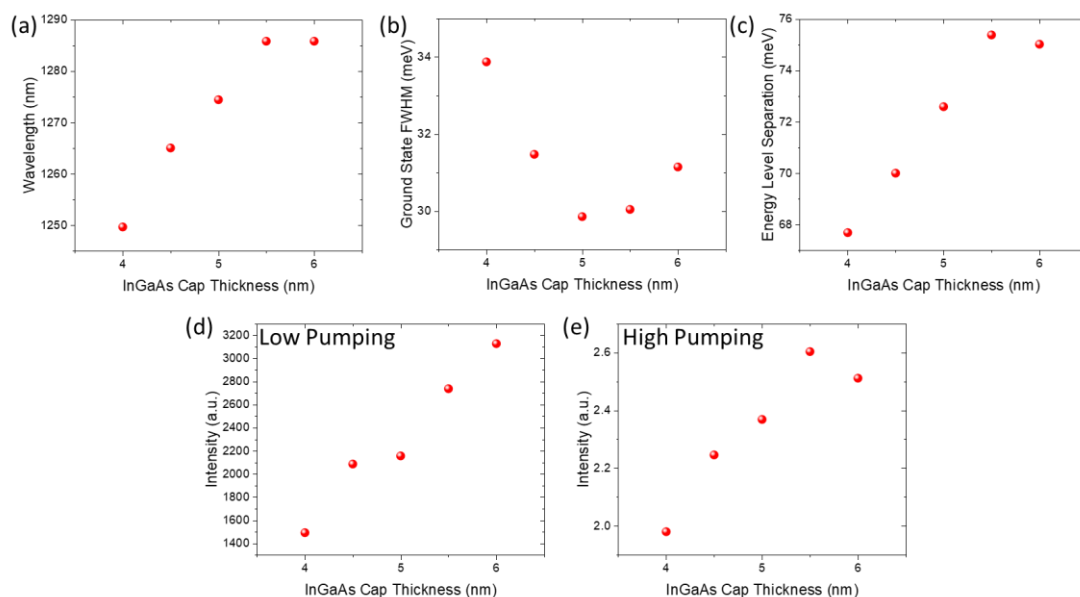 (a)
Wavelength (nm)
1290
1280
1270
1260
1250
4
5
6
InGaAs Cap Thickness (nm)
(b)
Ground State FWHM (meV)
34
32
30
4
5
6
InGaAs Cap Thickness (nm)
(c)
Energy Level Separation (meV)
76
74
72
70
68
4
5
6
InGaAs Cap Thickness (nm)
(d)
Low Pumping
Intensity (a.u.)
3200
3000
2800
2600
2400
2200
2000
1800
1600
1400
4
5
6
InGaAs Cap Thickness (nm)
(e)
High Pumping
Intensity (a.u.)
2.6
2.4
2.2
2.0
4
5
6
InGaAs Cap Thickness (nm)